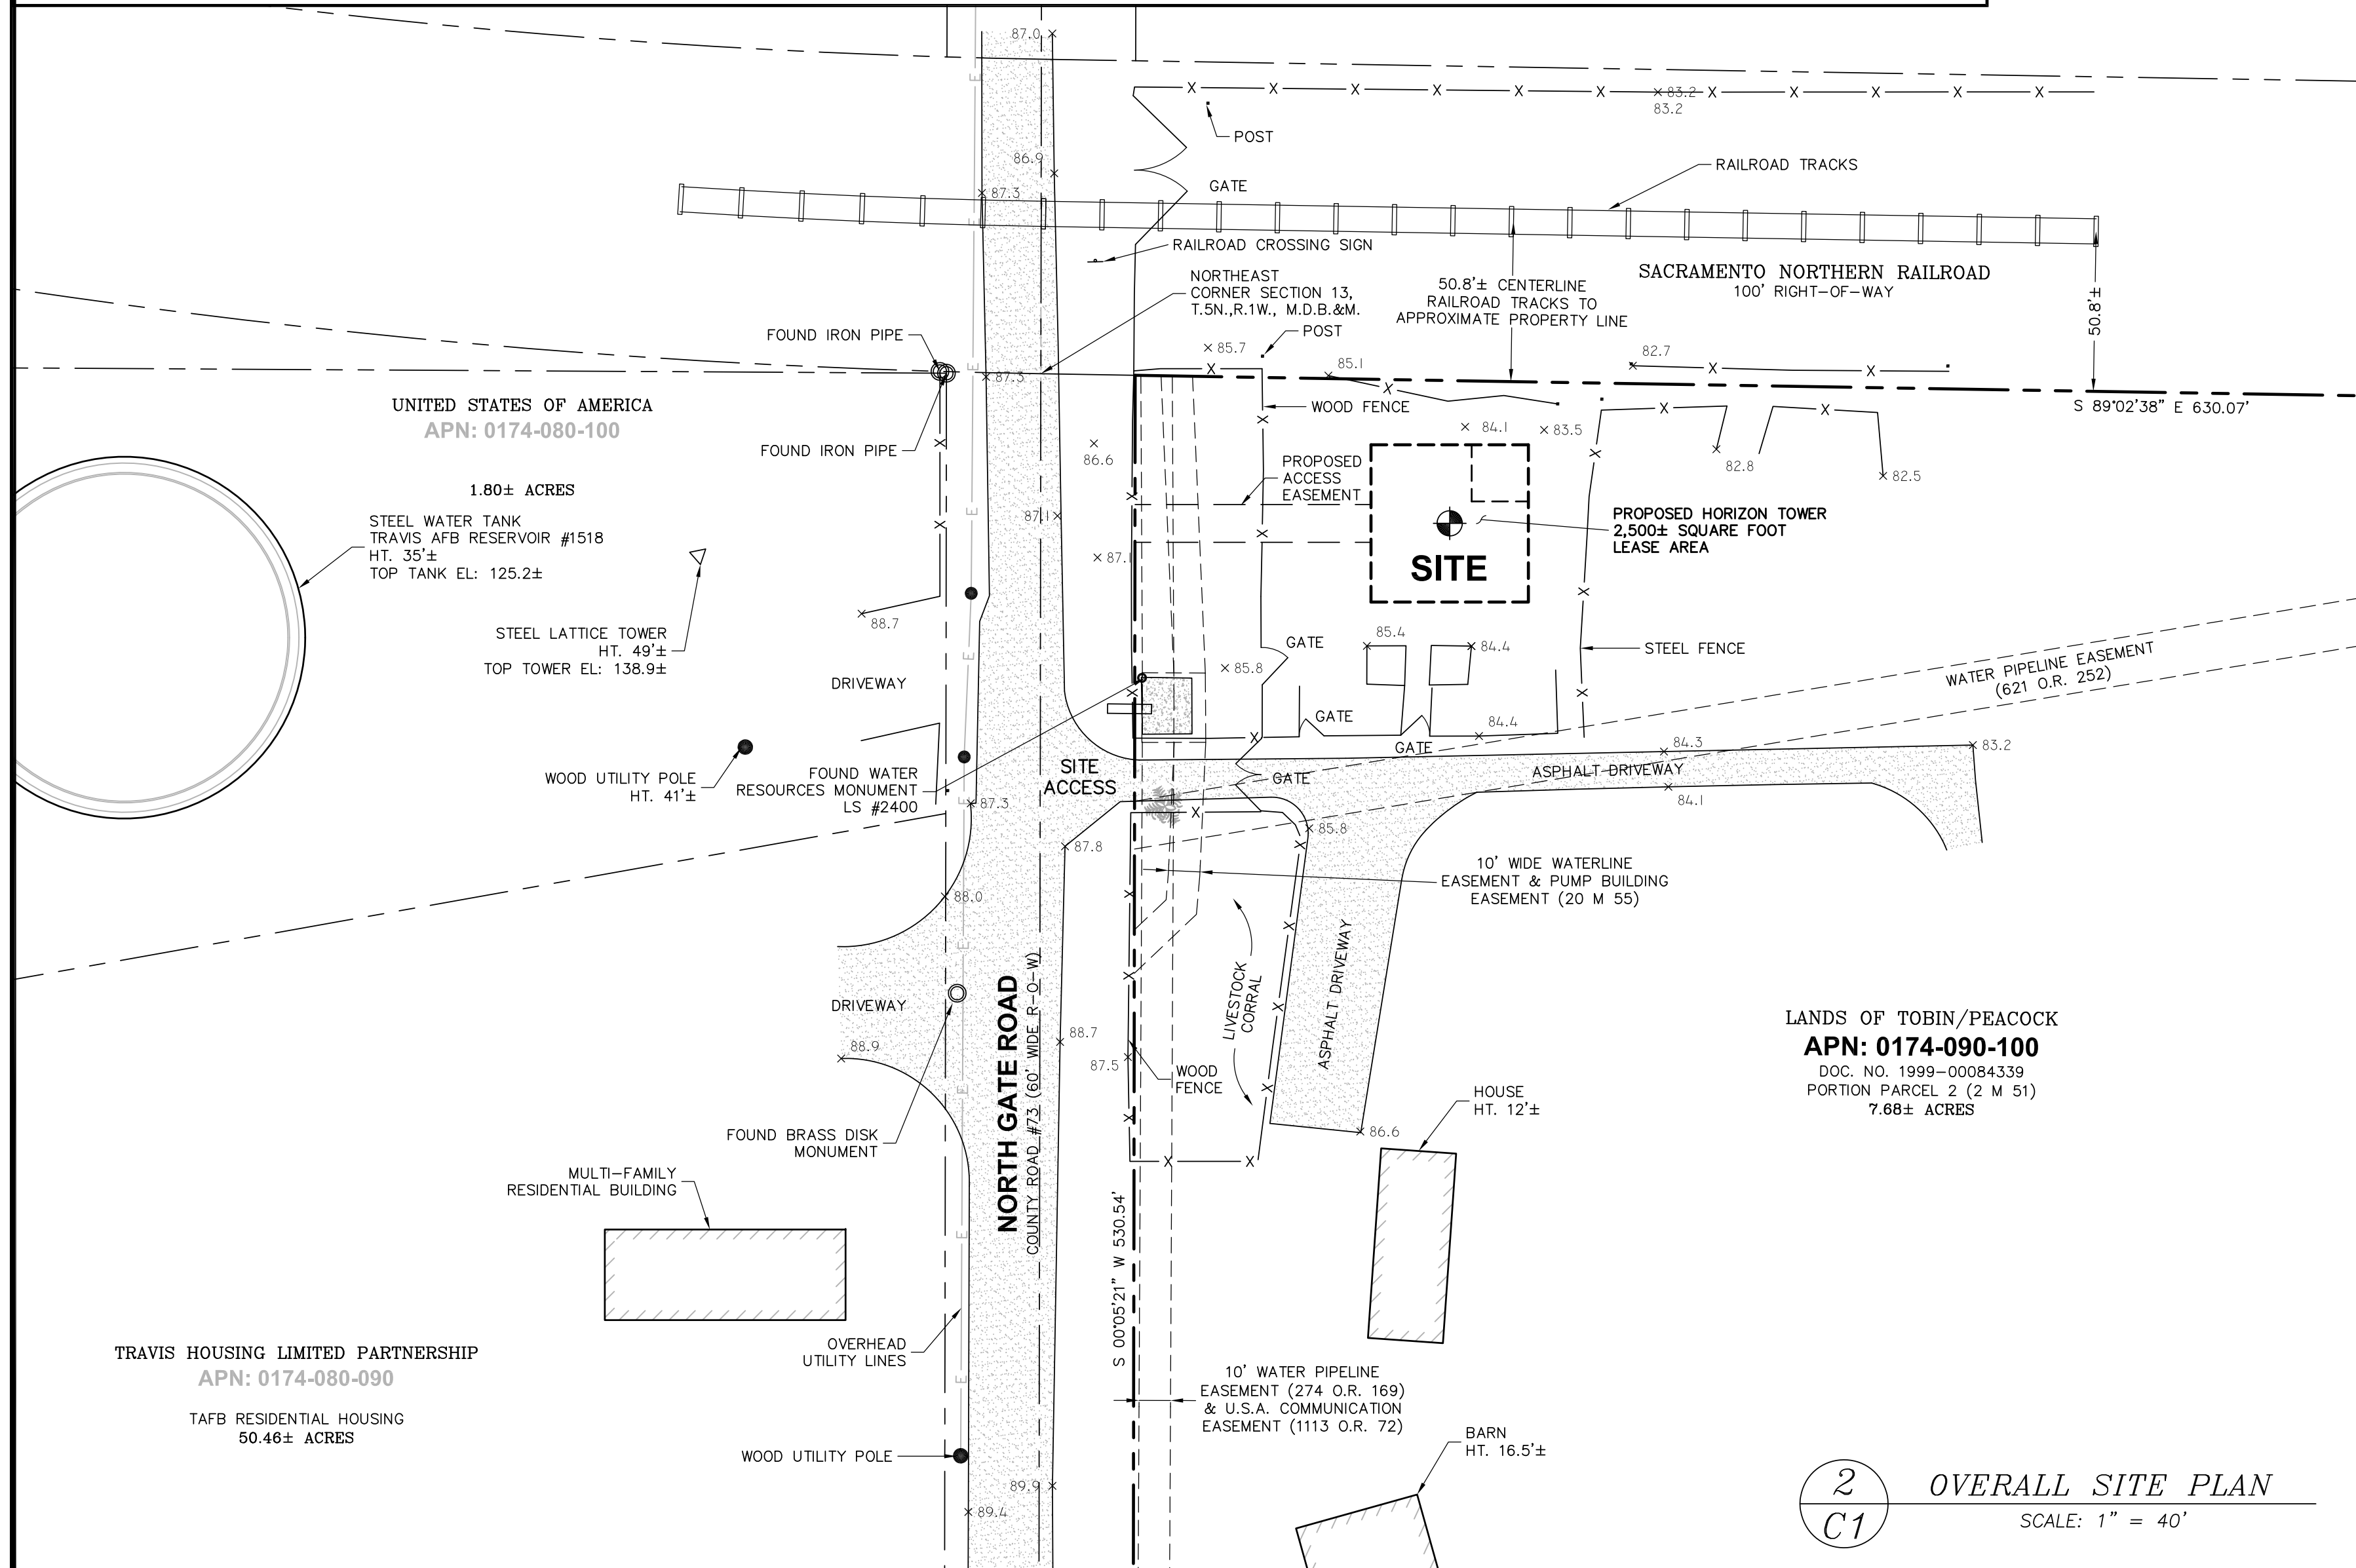 87.0
83.2
83.2
POST
86.9
87.3
GATE
RAILROAD TRACKS
RAILROAD CROSSING SIGN
NORTHEAST
CORNER SECTION 13,
T.5N.,R.1W., M.D.B.&M.
50.8'± CENTERLINE
RAILROAD TRACKS TO
APPROXIMATE PROPERTY LINE
SACRAMENTO NORTHERN RAILROAD
100' RIGHT-OF-WAY
50.8'±
FOUND IRON PIPE
POST
85.7
85.1
82.7
87.3
S 89°02'38" E 630.07'
UNITED STATES OF AMERICA
APN: 0174-080-100
1.80± ACRES
FOUND IRON PIPE
WOOD FENCE
84.1
83.5
86.6
82.8
82.5
PROPOSED
ACCESS
EASEMENT
STEEL WATER TANK
TRAVIS AFB RESERVOIR #1518
HT. 35'±
TOP TANK EL: 125.2±
87.1
87.1
PROPOSED HORIZON TOWER
2,500± SQUARE FOOT
LEASE AREA
SITE
88.7
STEEL LATTICE TOWER
HT. 49'±
TOP TOWER EL: 138.9±
GATE
85.4
84.4
85.8
STEEL FENCE
WATER PIPELINE EASEMENT
(621 O.R. 252)
DRIVEWAY
GATE
84.4
GATE
84.3
83.2
WOOD UTILITY POLE
HT. 41'±
FOUND WATER
RESOURCES MONUMENT
LS #2400
SITE
ACCESS
GATE
ASPHALT DRIVEWAY
84.1
87.3
85.8
87.8
10' WIDE WATERLINE
EASEMENT & PUMP BUILDING
EASEMENT (20 M 55)
88.0
DRIVEWAY
88.9
NORTH GATE ROAD
COUNTY ROAD #73 (60' WIDE R-O-W)
88.7
87.5
LIVESTOCK
CORRAL
ASPHALT DRIVEWAY
WOOD
FENCE
LANDS OF TOBIN/PEACOCK
APN: 0174-090-100
DOC. NO. 1999-00084339
PORTION PARCEL 2 (2 M 51)
7.68± ACRES
86.6
HOUSE
HT. 12'±
FOUND BRASS DISK
MONUMENT
MULTI-FAMILY
RESIDENTIAL BUILDING
S 00°05'21" W 530.54'
OVERHEAD
UTILITY LINES
TRAVIS HOUSING LIMITED PARTNERSHIP
APN: 0174-080-090
TAFB RESIDENTIAL HOUSING
50.46± ACRES
10' WATER PIPELINE
EASEMENT (274 O.R. 169)
& U.S.A. COMMUNICATION
EASEMENT (1113 O.R. 72)
BARN
HT. 16.5'±
WOOD UTILITY POLE
89.9
89.4
2
C1
OVERALL SITE PLAN
SCALE: 1" = 40'